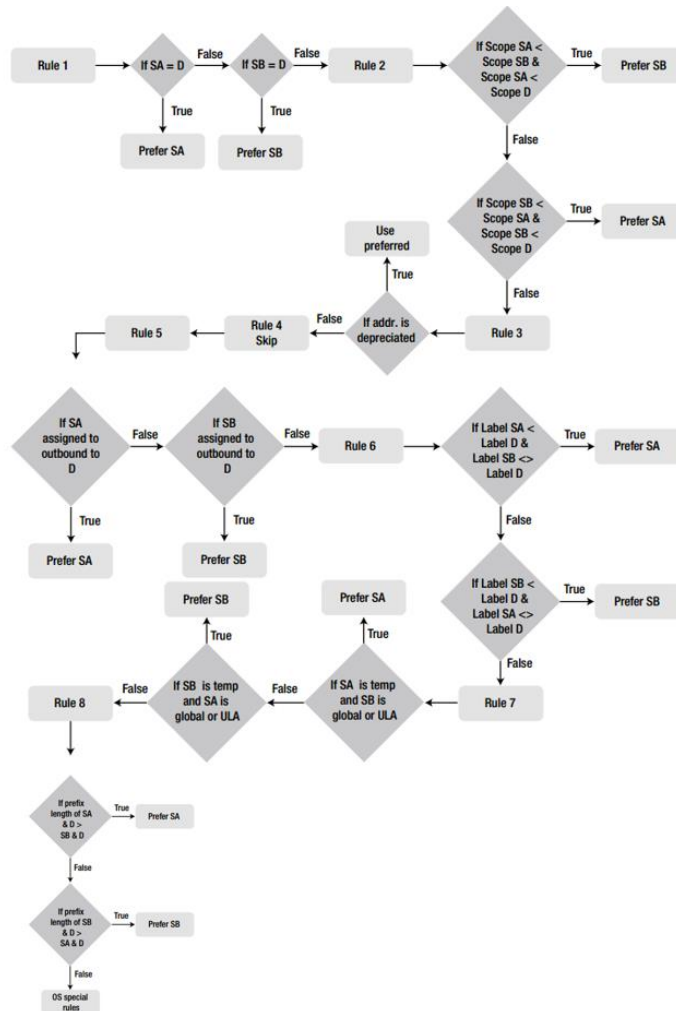 Rule 1
If SA = D
False
If SB = D
False
Rule 2
If Scope SA <
Scope SB &
Scope SA <
Scope D
True
Prefer SB
True
Prefer SA
True
Prefer SB
False
If Scope SB <
Scope SA &
Scope SB <
Scope D
True
Prefer SA
False
Rule 3
If addr. is
depreciated
True
Use
preferred
False
Rule 4
Skip
Rule 5
If SA
assigned to
outbound to
D
False
If SB
assigned to
outbound to
D
False
Rule 6
If Label SA <
Label D &
Label SB <>
Label D
True
Prefer SA
True
Prefer SA
True
Prefer SB
False
If Label SB <
Label D &
Label SA <>
Label D
True
Prefer SB
False
Rule 7
If SA is temp
and SB is
global or ULA
True
Prefer SA
False
If SB is temp
and SA is
global or ULA
True
Prefer SB
False
Rule 8
If prefix
length of SA
& D >
SB & D
True
Prefer SA
False
If prefix
length of SB
& D >
SA & D
True
Prefer SB
False
OS special
rules